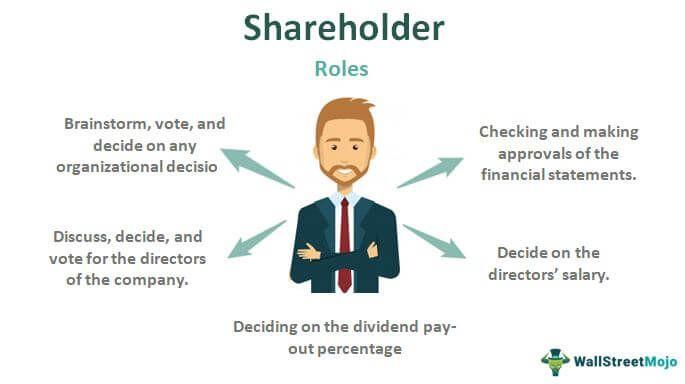 Shareholder
Roles
Brainstorm, vote, and
decide on any
organizational decisio
Checking and making
approvals of the
financial statements.
Discuss, decide, and
vote for the directors
of the company.
Decide on the
directors’ salary.
Deciding on the dividend pay-
out percentage
WallStreetMojo